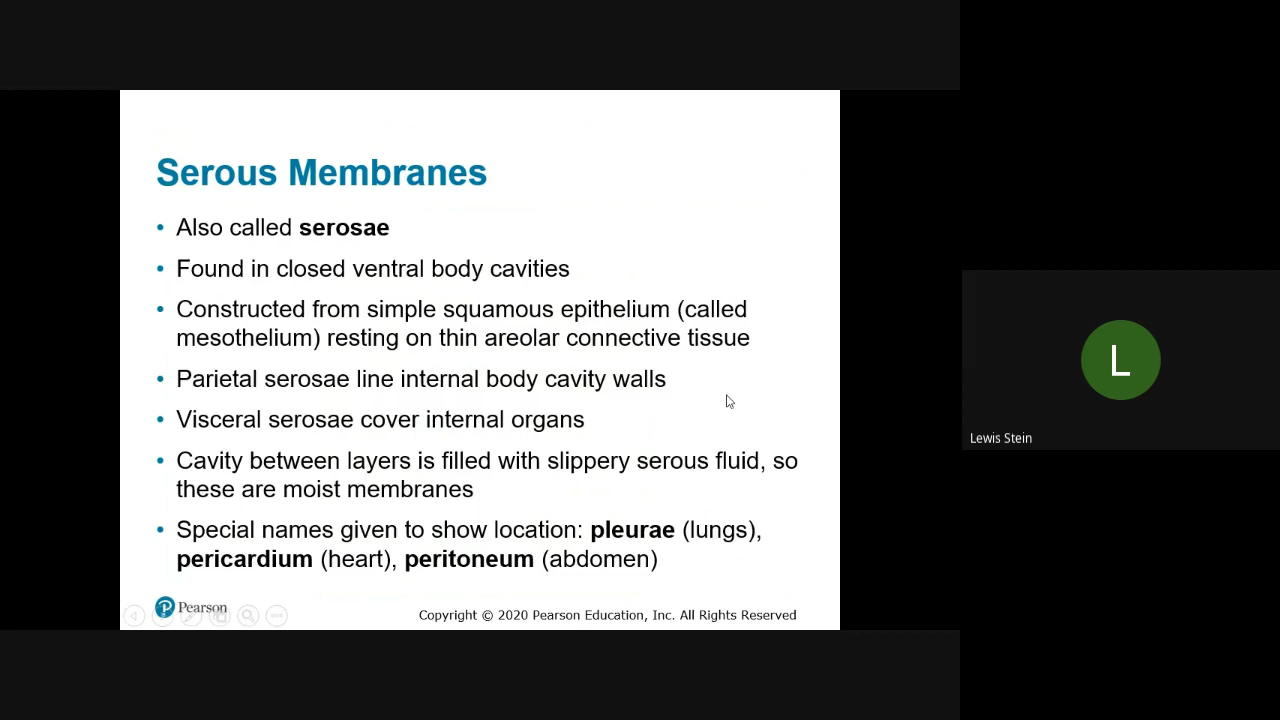 Serous Membranes
• Also called serosae
• Found in closed ventral body cavities
• Constructed from simple squamous epithelium (called
mesothelium) resting on thin areolar connective tissue
• Parietal serosae line internal body cavity walls
• Visceral serosae cover internal organs
• Cavity between layers is filled with slippery serous fluid, so
these are moist membranes
• Special names given to show location: pleurae (lungs),
pericardium (heart), peritoneum (abdomen)
Pearson
Copyright © 2020 Pearson Education, Inc. All Rights Reserved
L
Lewis Stein